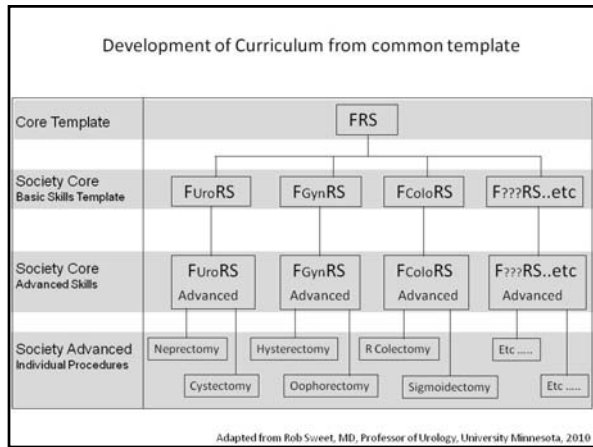 Development of Curriculum from common template
Core Template
FRS
Society Core
Basic Skills Template
FUroRS
FGynRS
FColoRS
F???RS..etc
Society Core
Advanced Skills
FUroRS
Advanced
FGynRS
Advanced
FColoRS
Advanced
F???RS..etc
Advanced
Society Advanced
Individual Procedures
Neprectomy
Hysterectomy
R Colectomy
Etc .....
Cystectomy
Oophorectomy
Sigmoidectomy
Etc .....
Adapted from Rob Sweet, MD, Professor of Urology, University Minnesota, 2010